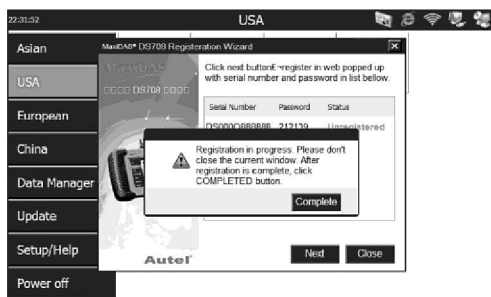 22:31:52
USA
Asian
USA
European
China
Data Manager
Update
Setup/Help
Power off
MaxiDAS® DS708 Registeration Wizard
DS708
Click next button register in web popped up
with serial number and password in list bellow.
Serial Number Password Status
212139 Unregistered
Registration in progress. Please don't
close the current window. After
registration is complete, click
COMPLETED button.
Complete
Autel
Next Close